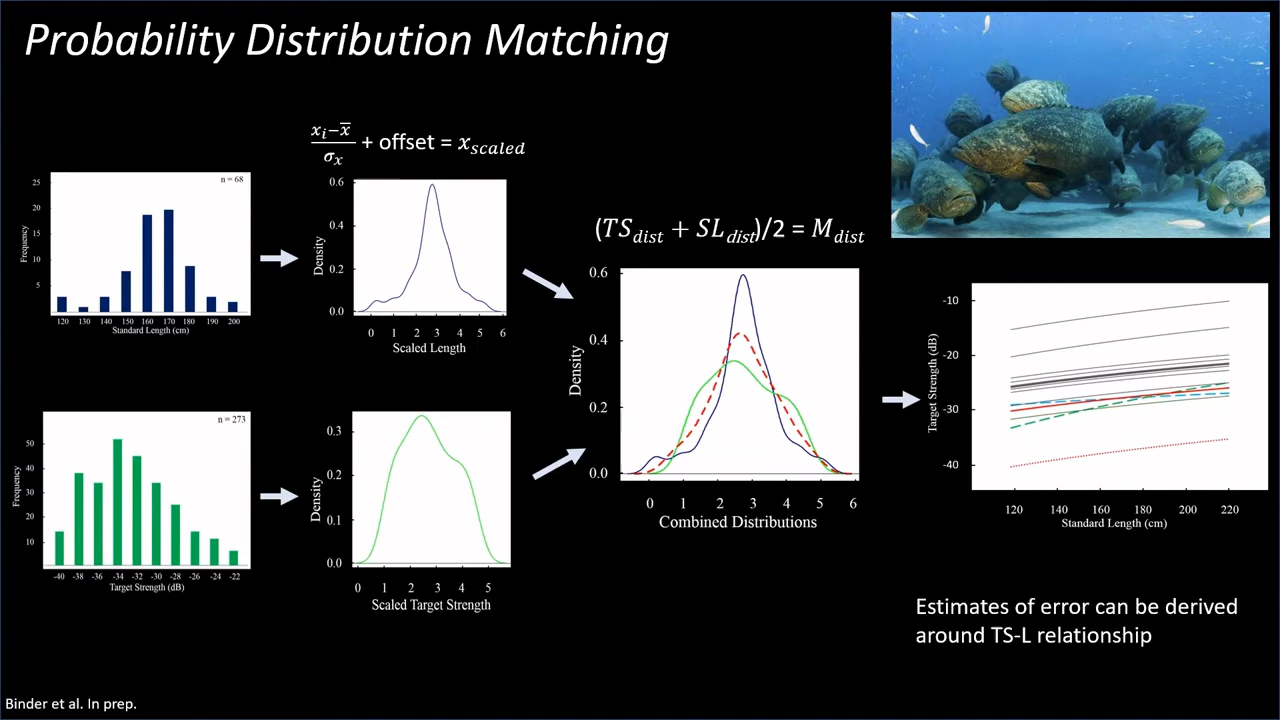 Probability Distribution Matching
(xᵢ − x̄)/σₓ + offset = x_scaled
n = 68
25
20
15
10
5
Frequency
120 130 140 150 160 170 180 190 200
Standard Length (cm)
0.6
0.4
0.2
0.0
Density
0 1 2 3 4 5 6
Scaled Length
n = 273
50
40
30
20
10
Frequency
-40 -38 -36 -34 -32 -30 -28 -26 -24 -22
Target Strength (dB)
0.3
0.2
0.1
0.0
Density
0 1 2 3 4 5
Scaled Target Strength
(TS_dist + SL_dist)/2 = M_dist
0.6
0.4
0.2
0.0
Density
0 1 2 3 4 5 6
Combined Distributions
-10
-20
-30
-40
Target Strength (dB)
120 140 160 180 200 220
Standard Length (cm)
Estimates of error can be derived
around TS-L relationship
Binder et al. In prep.